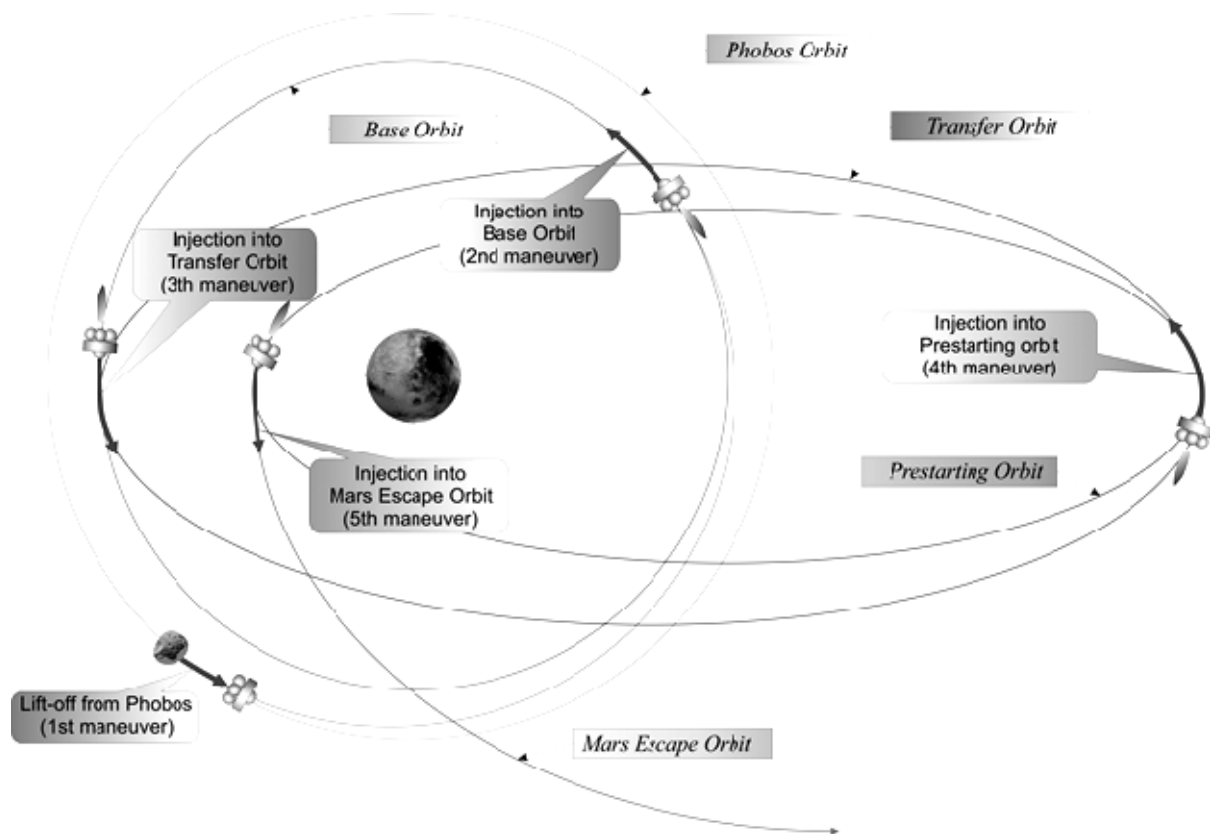 Phobos Orbit
Base Orbit
Transfer Orbit
Injection into
Transfer Orbit
(3th maneuver)
Injection into
Base Orbit
(2nd maneuver)
Injection into
Prestarting orbit
(4th maneuver)
Injection into
Mars Escape Orbit
(5th maneuver)
Prestarting Orbit
Lift-off from Phobos
(1st maneuver)
Mars Escape Orbit